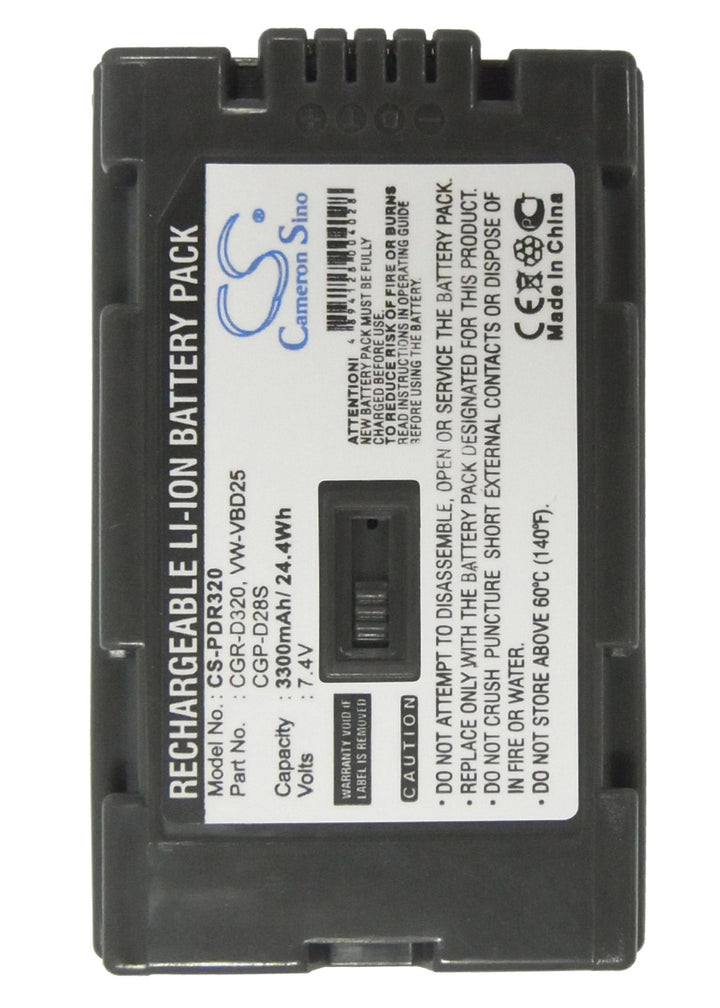 RECHARGEABLE LI-ION BATTERY PACK
CS
®
Cameron Sino
Model No. : CS-PDR320
Part No. : CGR-D320, VW-VBD25
CGP-D28S
Capacity : 3300mAh/ 24.4Wh
Volts : 7.4V
4 894128 004028
ATTENTION!
NEW BATTERY PACK MUST BE FULLY
CHARGED BEFORE USE.
TO REDUCE RISK OF FIRE OR BURNS
READ INSTRUCTIONS IN OPERATING GUIDE
BEFORE USING THE BATTERY.
WARRANTY VOID IF
LABEL IS REMOVED
CAUTION
· DO NOT ATTEMPT TO DISASSEMBLE, OPEN OR SERVICE THE BATTERY PACK.
· REPLACE ONLY WITH THE BATTERY PACK DESIGNATED FOR THIS PRODUCT.
· DO NOT CRUSH PUNCTURE SHORT EXTERNAL CONTACTS OR DISPOSE OF
IN FIRE OR WATER.
· DO NOT STORE ABOVE 60°C (140°F).
CE
Made In China
+ T D −